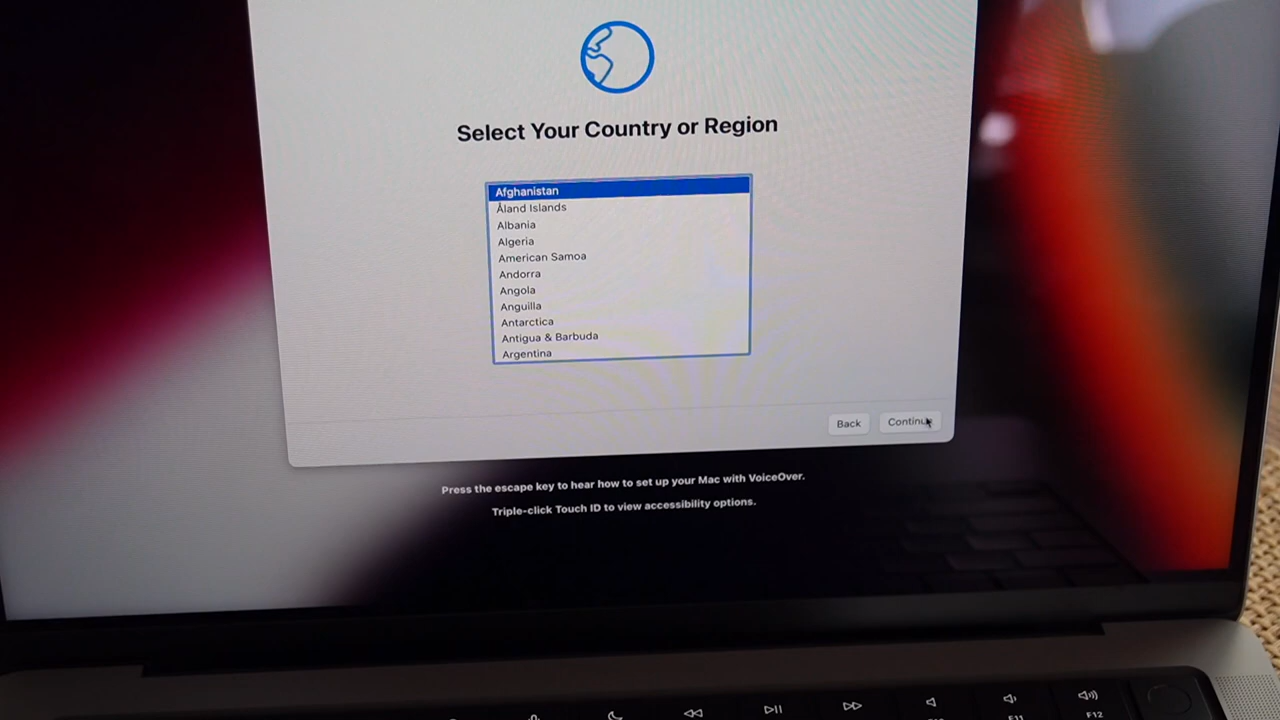 Select Your Country or Region
Afghanistan
Åland Islands
Albania
Algeria
American Samoa
Andorra
Angola
Anguilla
Antarctica
Antigua & Barbuda
Argentina
Back
Continue
Press the escape key to hear how to set up your Mac with VoiceOver.
Triple-click Touch ID to view accessibility options.
F11
F12